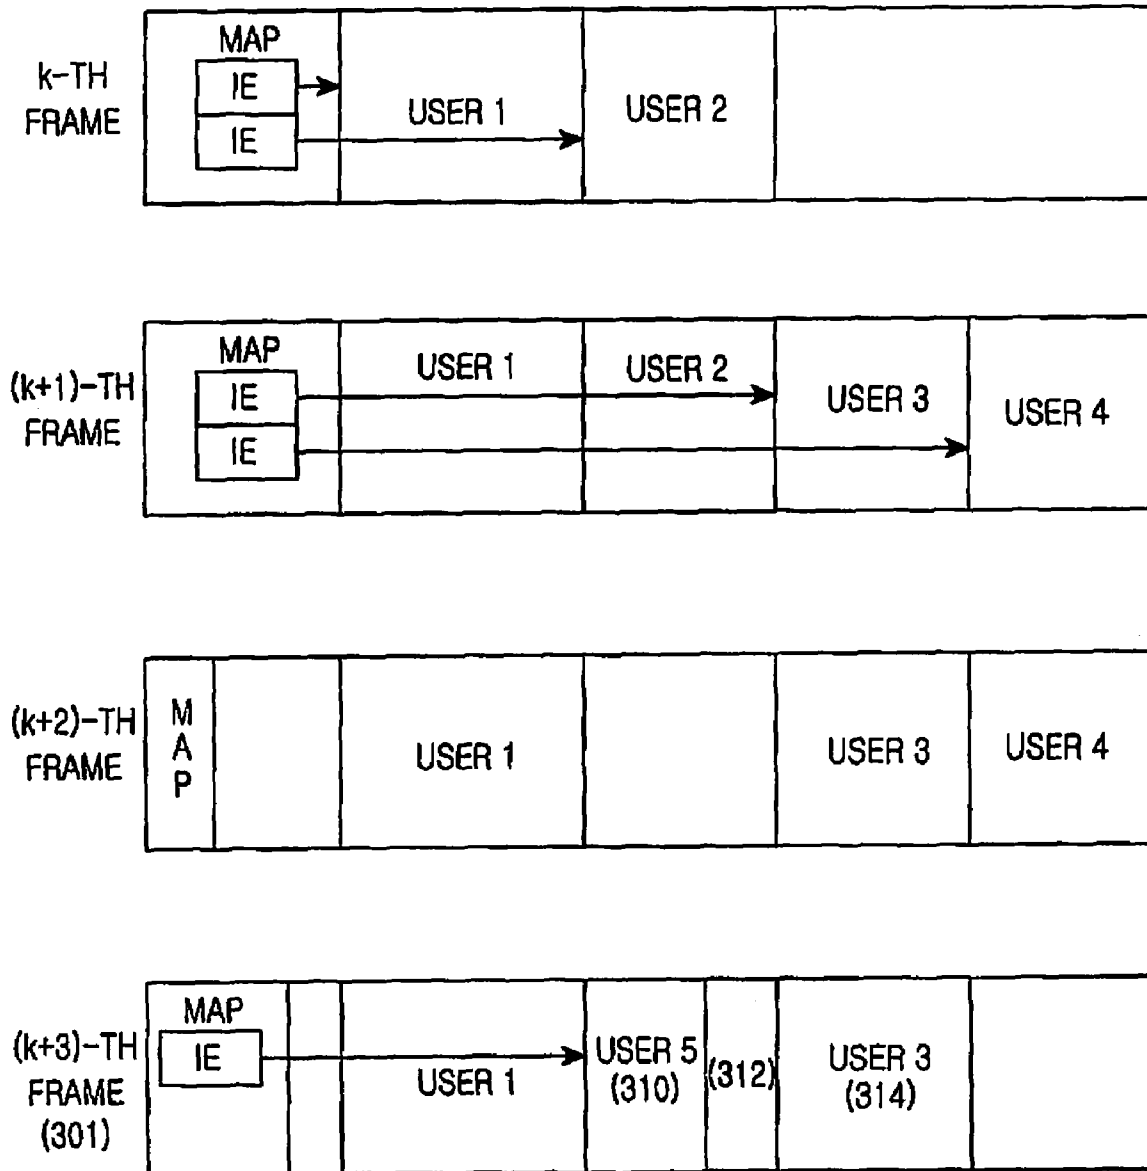 k-TH
FRAME
MAP
IE
IE
USER 1
USER 2
(k+1)-TH
FRAME
MAP
IE
IE
USER 1
USER 2
USER 3
USER 4
(k+2)-TH
FRAME
M
A
P
USER 1
USER 3
USER 4
(k+3)-TH
FRAME
(301)
MAP
IE
USER 1
USER 5
(310)
(312)
USER 3
(314)